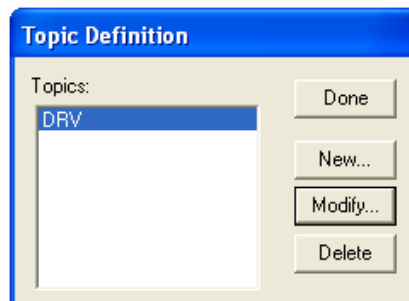 Topic Definition
Topics:
DRV
Done
New...
Modify...
Delete